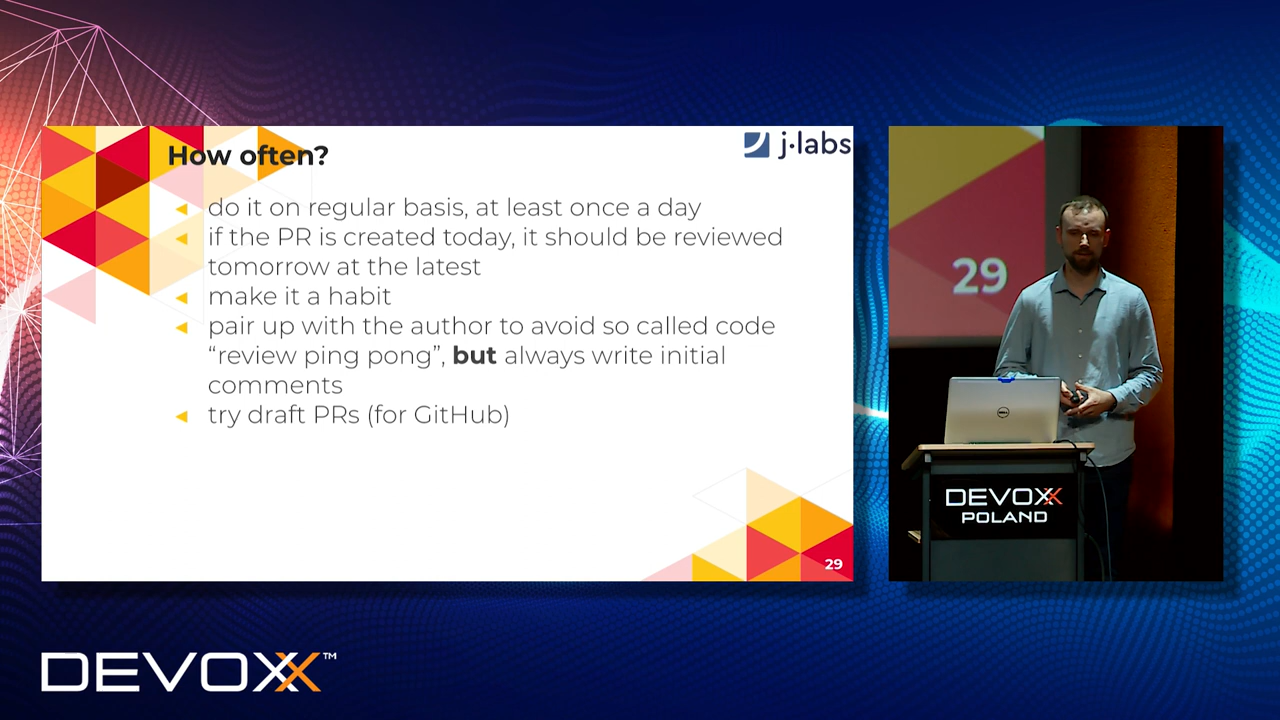 How often?
j·labs
do it on regular basis, at least once a day
if the PR is created today, it should be reviewed
tomorrow at the latest
make it a habit
pair up with the author to avoid so called code
“review ping pong”, but always write initial
comments
try draft PRs (for GitHub)
29
29
DELL
DEVOXX
POLAND
DEVOXX™